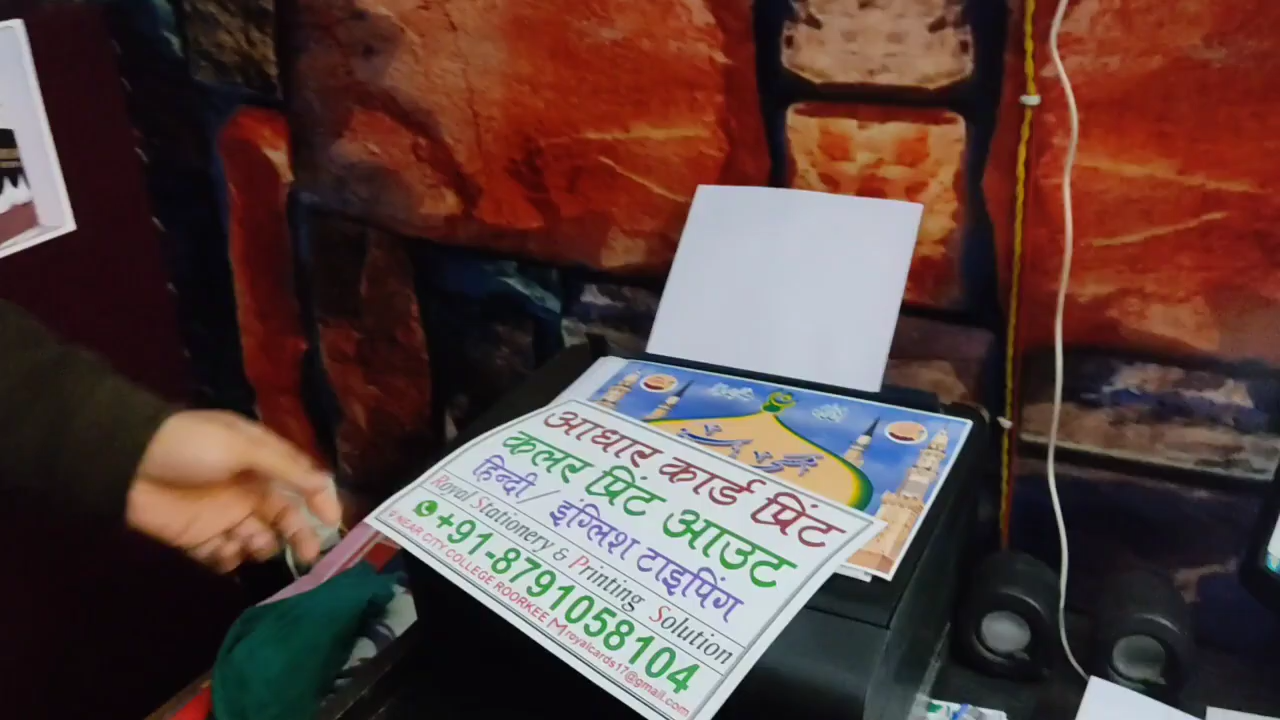 आधार कार्ड प्रिंट
कलर प्रिंट आउट
हिन्दी/ इंग्लिश टाइपिंग
Royal Stationery & Printing Solution
+91-8791058104
NEAR CITY COLLEGE ROORKEE royalcards17@gmail.com